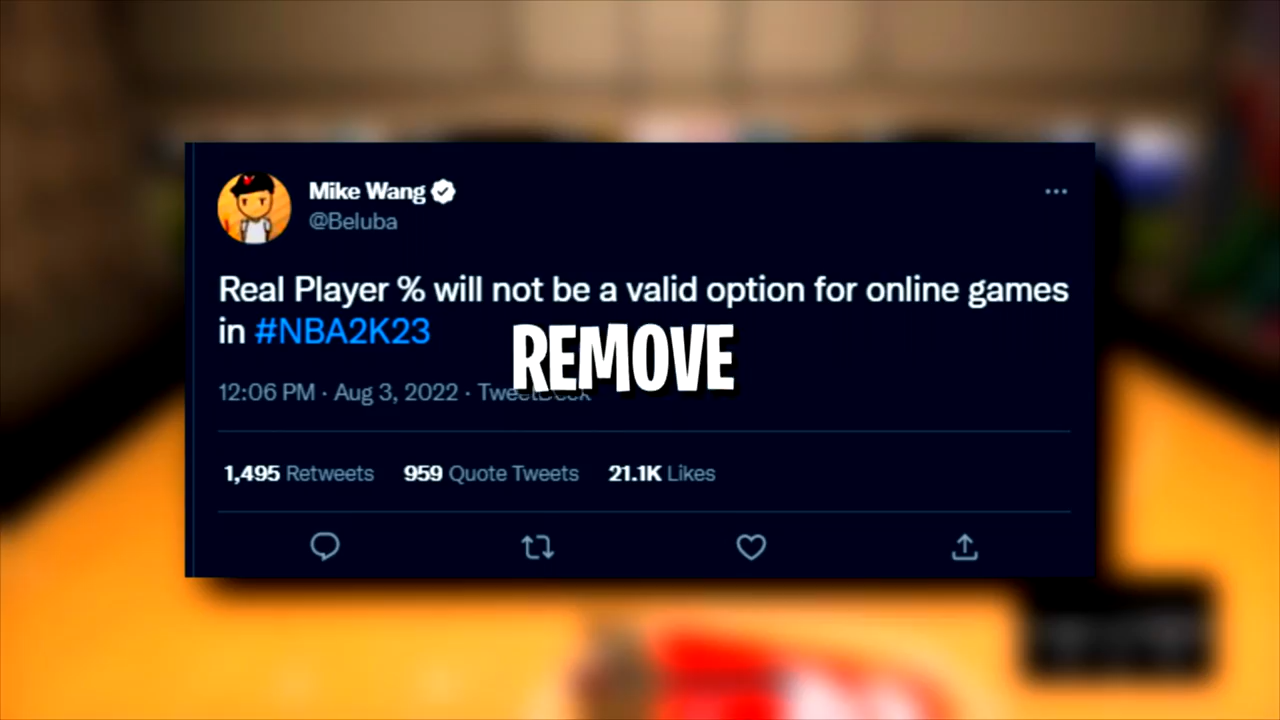 Mike Wang
@Beluba
Real Player % will not be a valid option for online games
in #NBA2K23
REMOVE
12:06 PM · Aug 3, 2022 · TweetDeck
1,495 Retweets 959 Quote Tweets 21.1K Likes